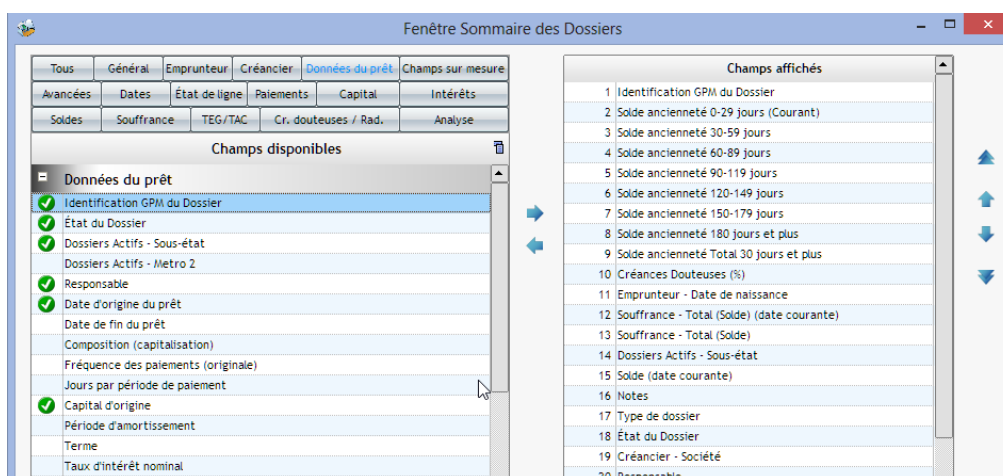 Fenêtre Sommaire des Dossiers
Tous Général Emprunteur Créancier Données du prêt Champs sur mesure
Avancées Dates État de ligne Paiements Capital Intérêts
Soldes Souffrance TEG/TAC Cr. douteuses / Rad. Analyse
Champs disponibles
Données du prêt
Identification GPM du Dossier
État du Dossier
Dossiers Actifs - Sous-état
Dossiers Actifs - Metro 2
Responsable
Date d'origine du prêt
Date de fin du prêt
Composition (capitalisation)
Fréquence des paiements (originale)
Jours par période de paiement
Capital d'origine
Période d'amortissement
Terme
Taux d'intérêt nominal
Champs affichés
1 Identification GPM du Dossier
2 Solde ancienneté 0-29 jours (Courant)
3 Solde ancienneté 30-59 jours
4 Solde ancienneté 60-89 jours
5 Solde ancienneté 90-119 jours
6 Solde ancienneté 120-149 jours
7 Solde ancienneté 150-179 jours
8 Solde ancienneté 180 jours et plus
9 Solde ancienneté Total 30 jours et plus
10 Créances Douteuses (%)
11 Emprunteur - Date de naissance
12 Souffrance - Total (Solde) (date courante)
13 Souffrance - Total (Solde)
14 Dossiers Actifs - Sous-état
15 Solde (date courante)
16 Notes
17 Type de dossier
18 État du Dossier
19 Créancier - Société
20 Responsable